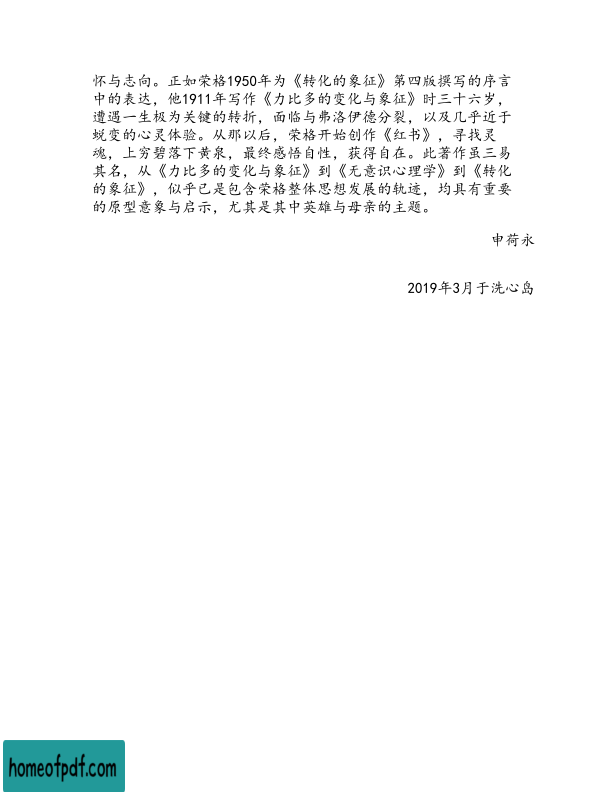 怀与志向。正如荣格1950年为《转化的象征》第四版撰写的序言
中的表达，他1911年写作《力比多的变化与象征》时三十六岁，
遭遇一生极为关键的转折，面临与弗洛伊德分裂，以及几乎近于
蜕变的心灵体验。从那以后，荣格开始创作《红书》，寻找灵
魂，上穷碧落下黄泉，最终感悟自性，获得自在。此著作虽三易
其名，从《力比多的变化与象征》到《无意识心理学》到《转化
的象征》，似乎已是包含荣格整体思想发展的轨迹，均具有重要
的原型意象与启示，尤其是其中英雄与母亲的主题。
申荷永
2019年3月于洗心岛
homeofpdf.com